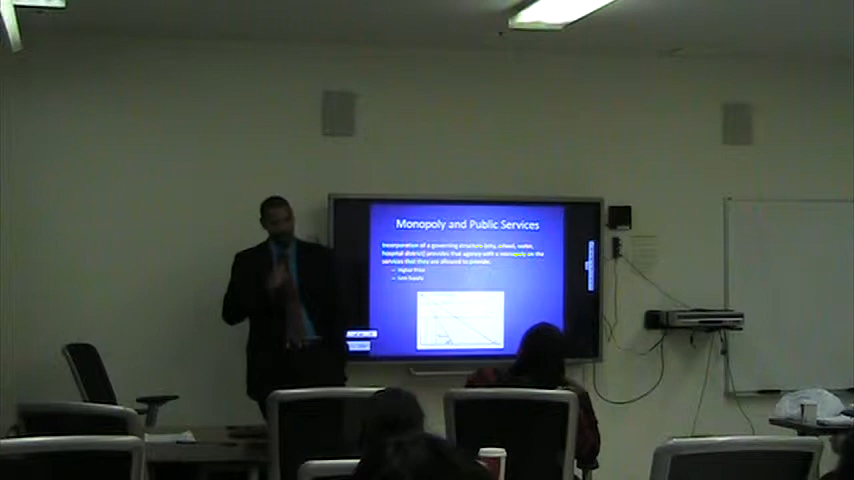 Monopoly and Public Services
Incorporation of a governing structure (city, school, water,
hospital district) provides that agency with a monopoly on the
services that they are allowed to provide.
– Higher Price
– Less Supply